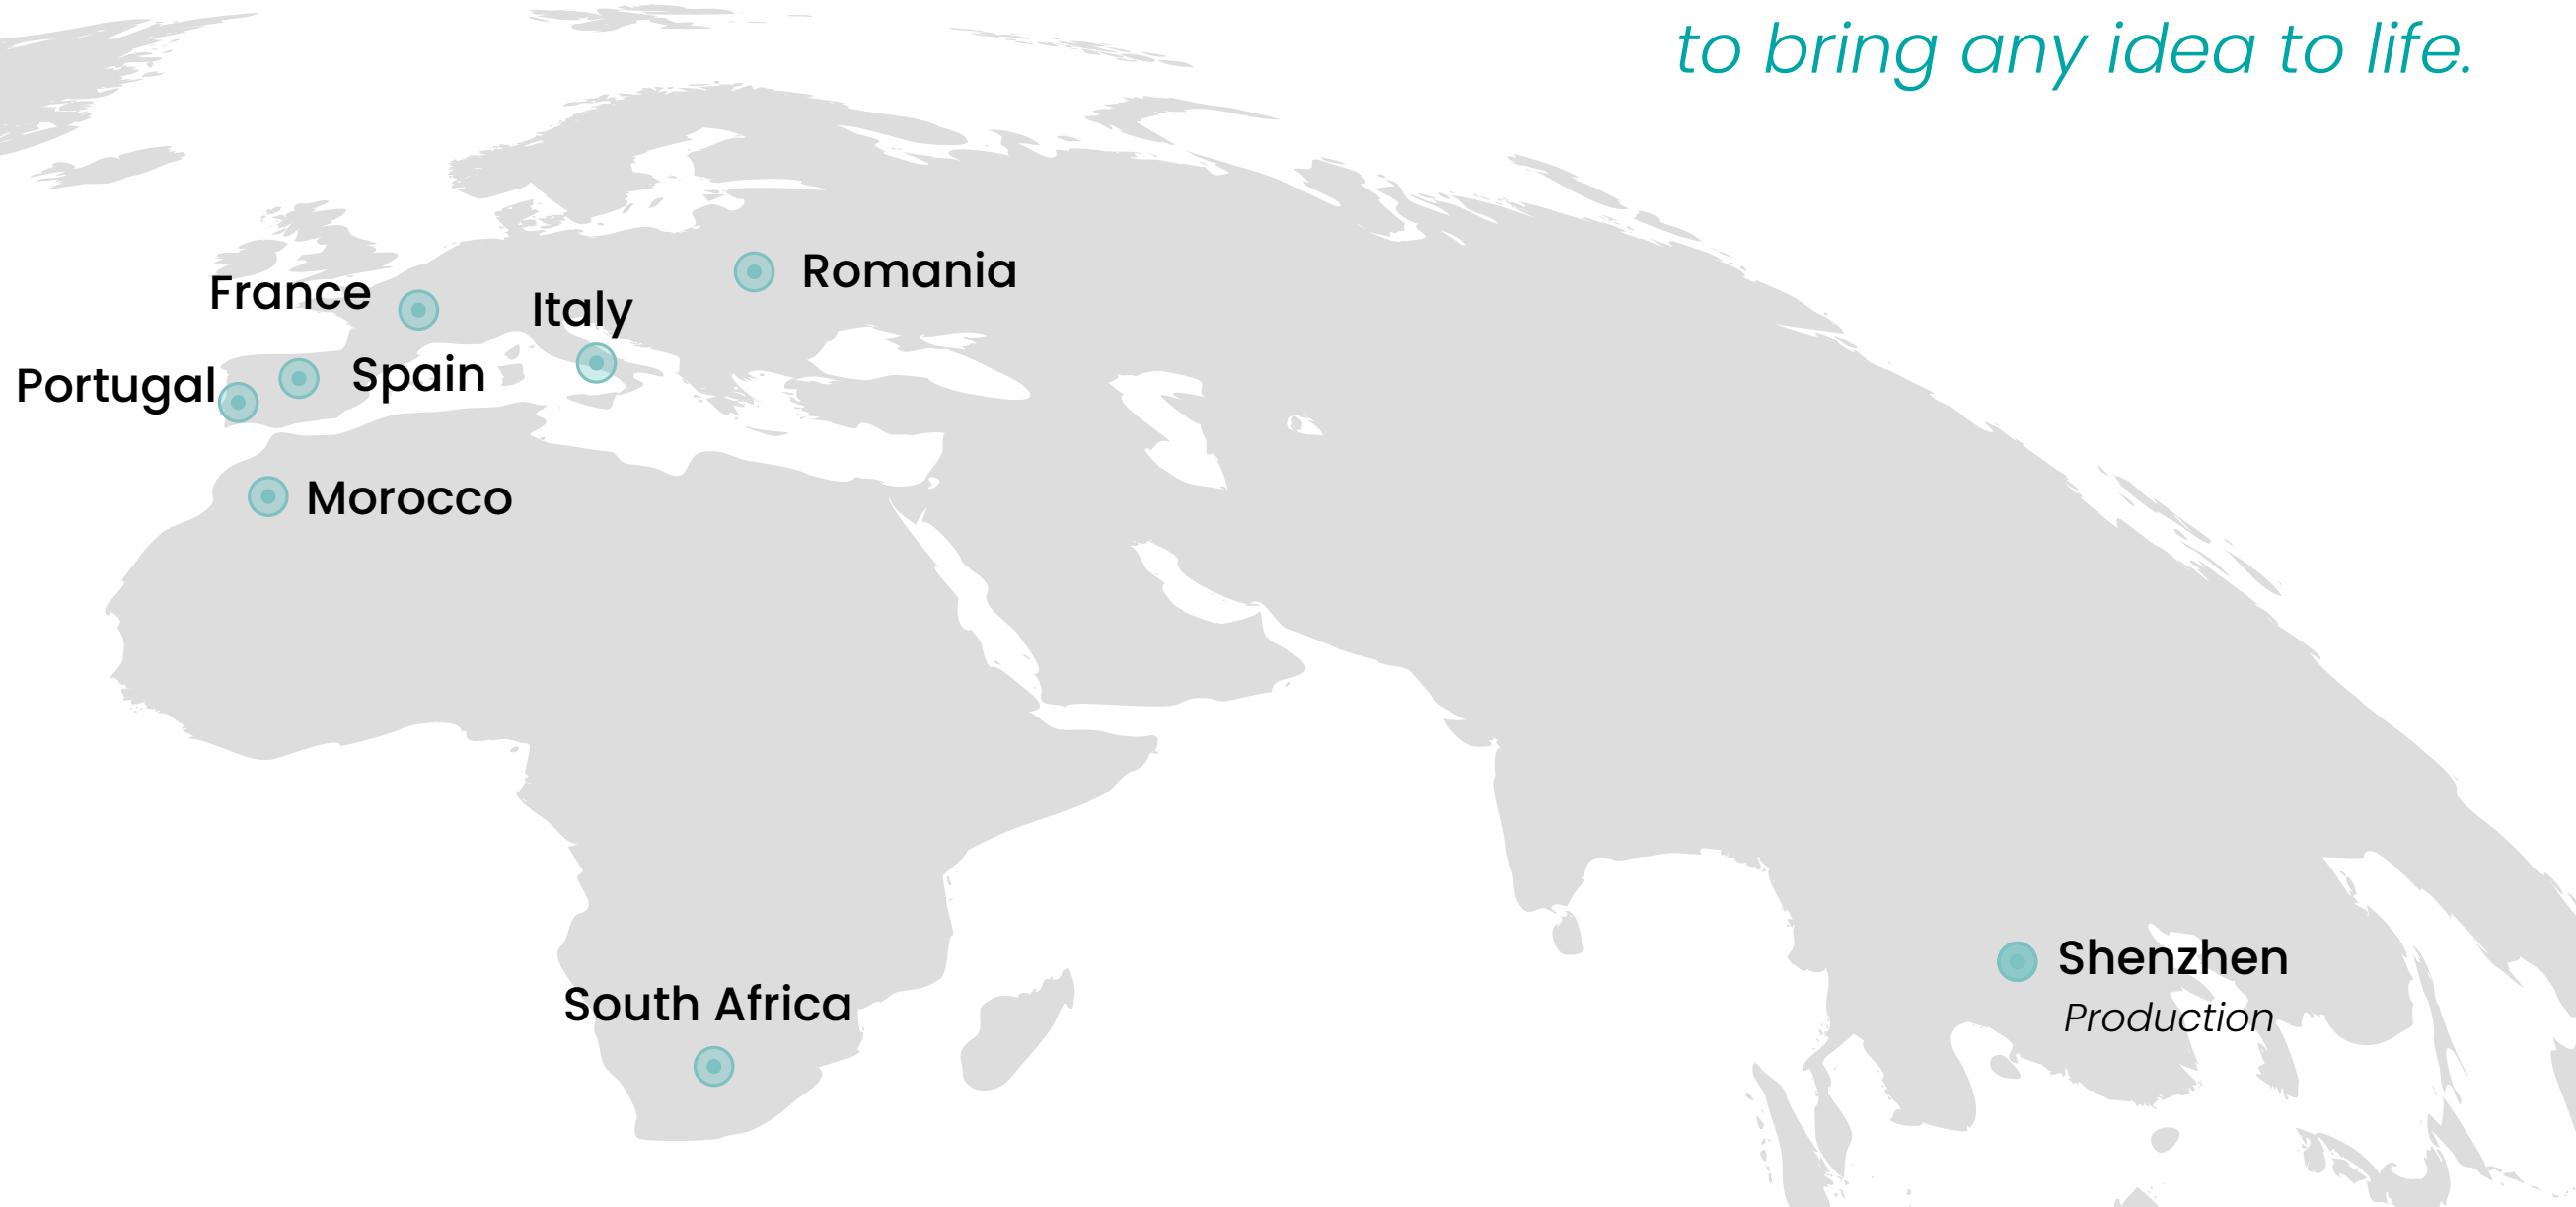 to bring any idea to life.
Romania
France
Italy
Spain
Portugal
Morocco
Shenzhen
Production
South Africa